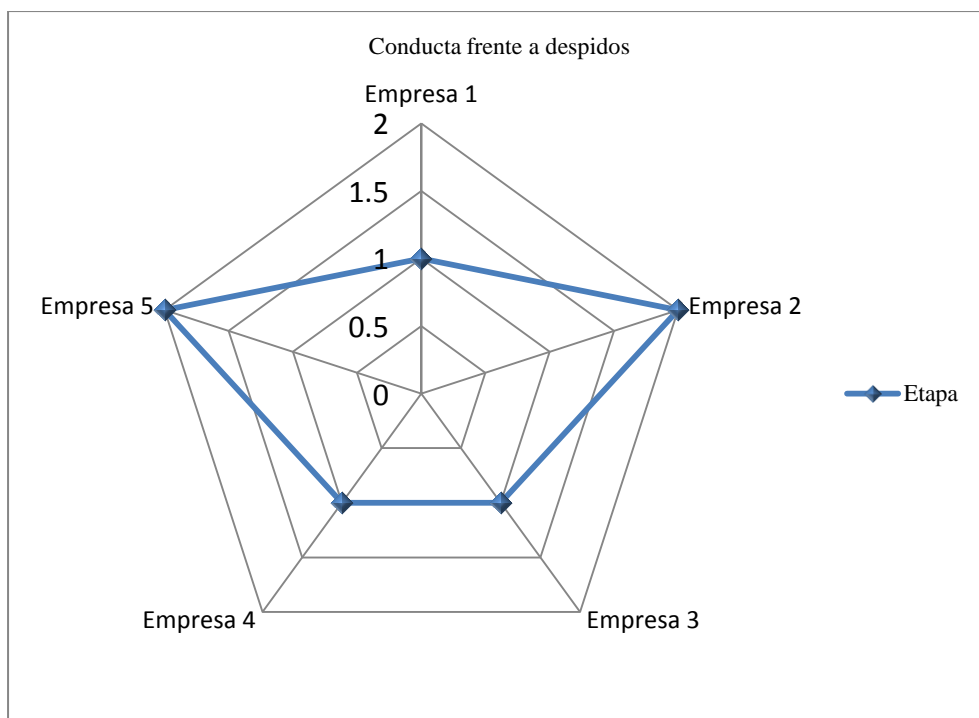 Conducta frente a despidos
Empresa 1
2
1.5
1
0.5
0
Empresa 5
Empresa 2
Etapa
Empresa 4
Empresa 3